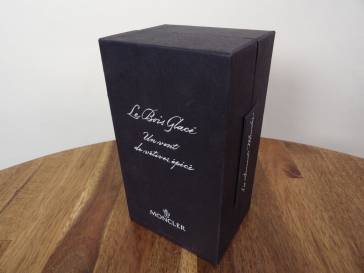 Le Bois Glacé
Un vent
de vétiver épicé
MONCLER